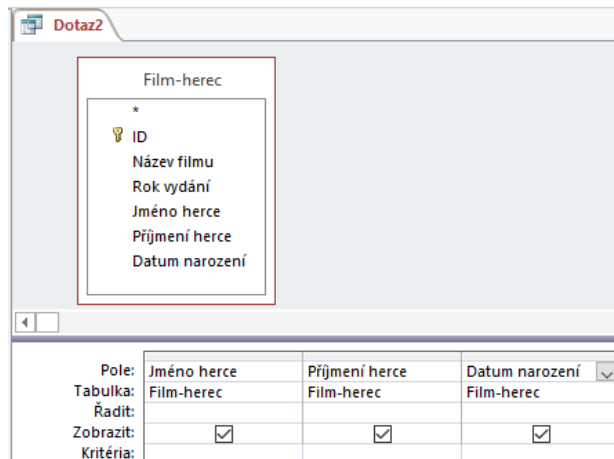 Dotaz2
Film-herec
*
ID
Název filmu
Rok vydání
Jméno herce
Příjmení herce
Datum narození
Pole: Jméno herce Příjmení herce Datum narození
Tabulka: Film-herec Film-herec Film-herec
Řadit:
Zobrazit:
Kritéria: